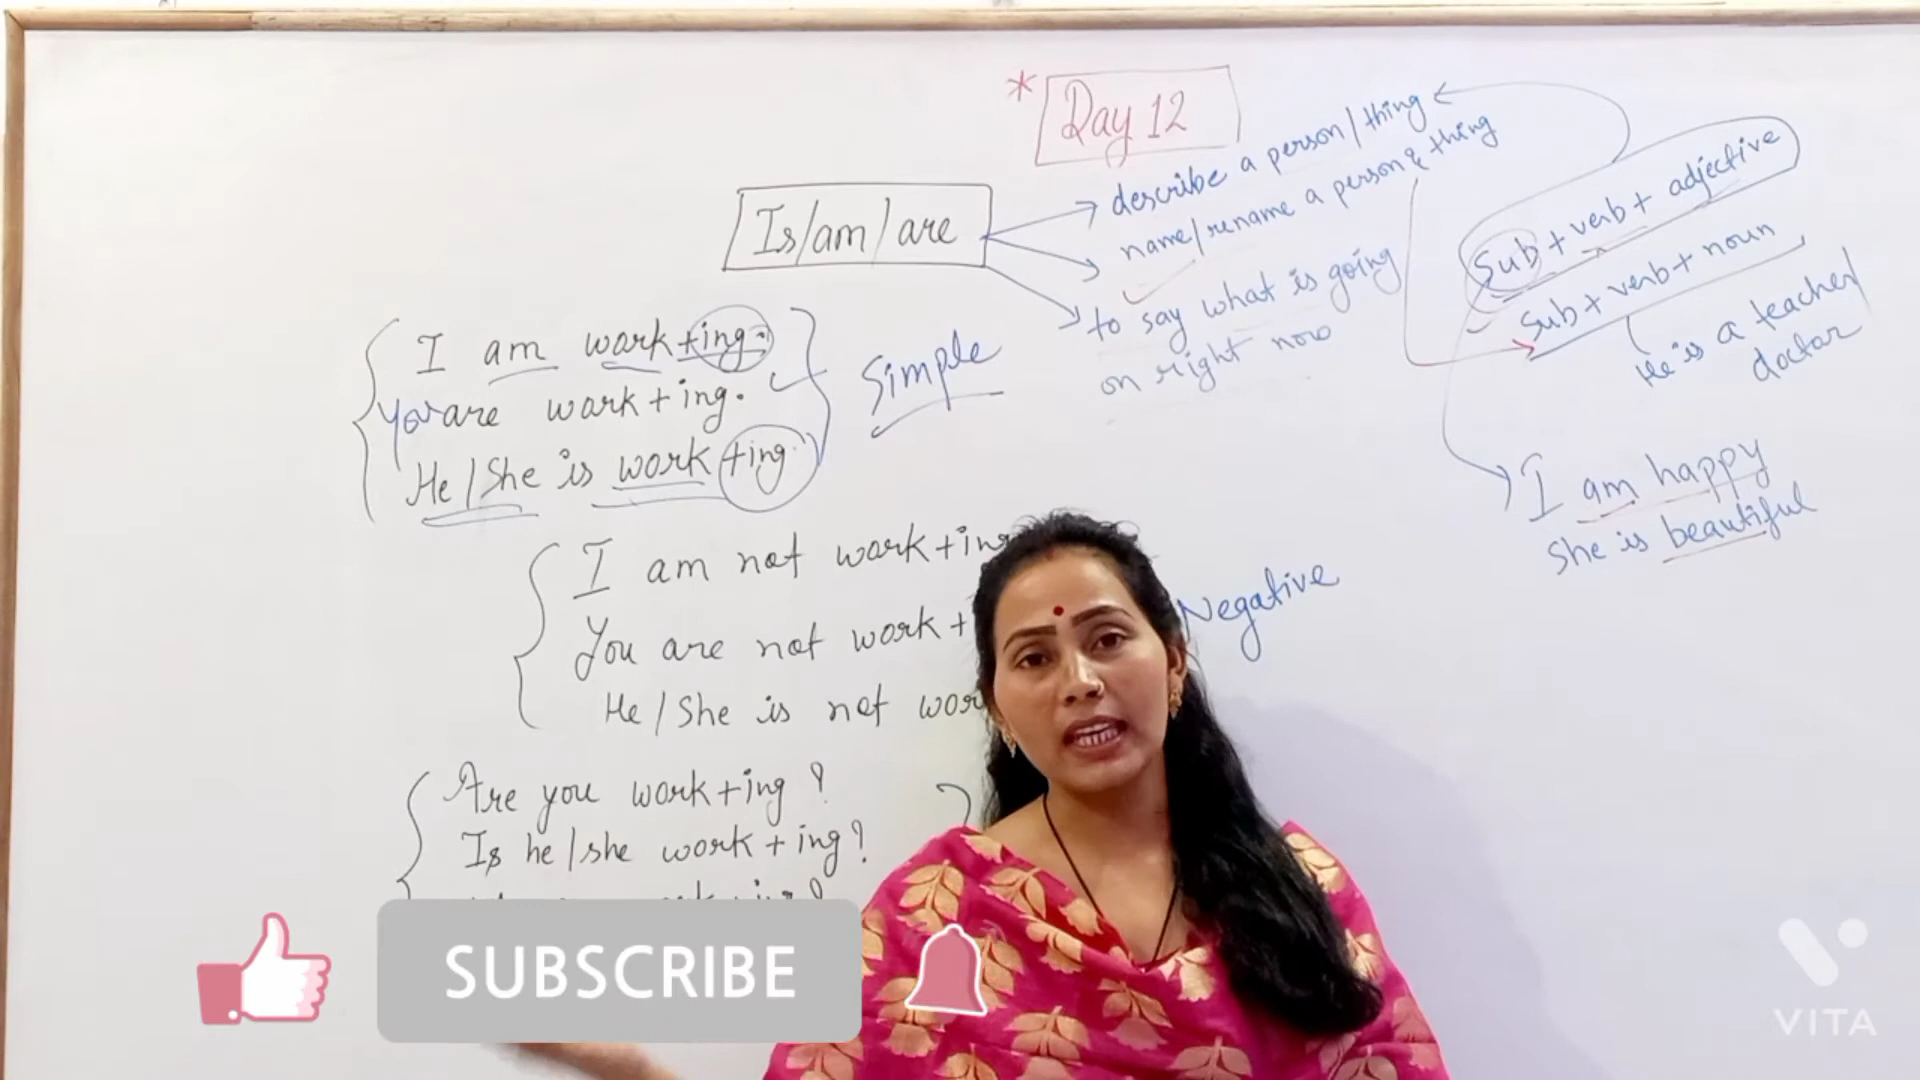 * Day 12
Is/am/are
describe a person/thing
name/rename a person & thing
to say what is going
on right now
Sub + verb + adjective
Sub + verb + noun
He is a teacher
doctor
I am happy
She is beautiful
I am work+ing.
You are work+ing.
He/She is work+ing.
Simple
I am not work+ing
You are not work+
He/She is not wor
Negative
Are you work+ing?
Is he/she work+ing?
SUBSCRIBE
VITA